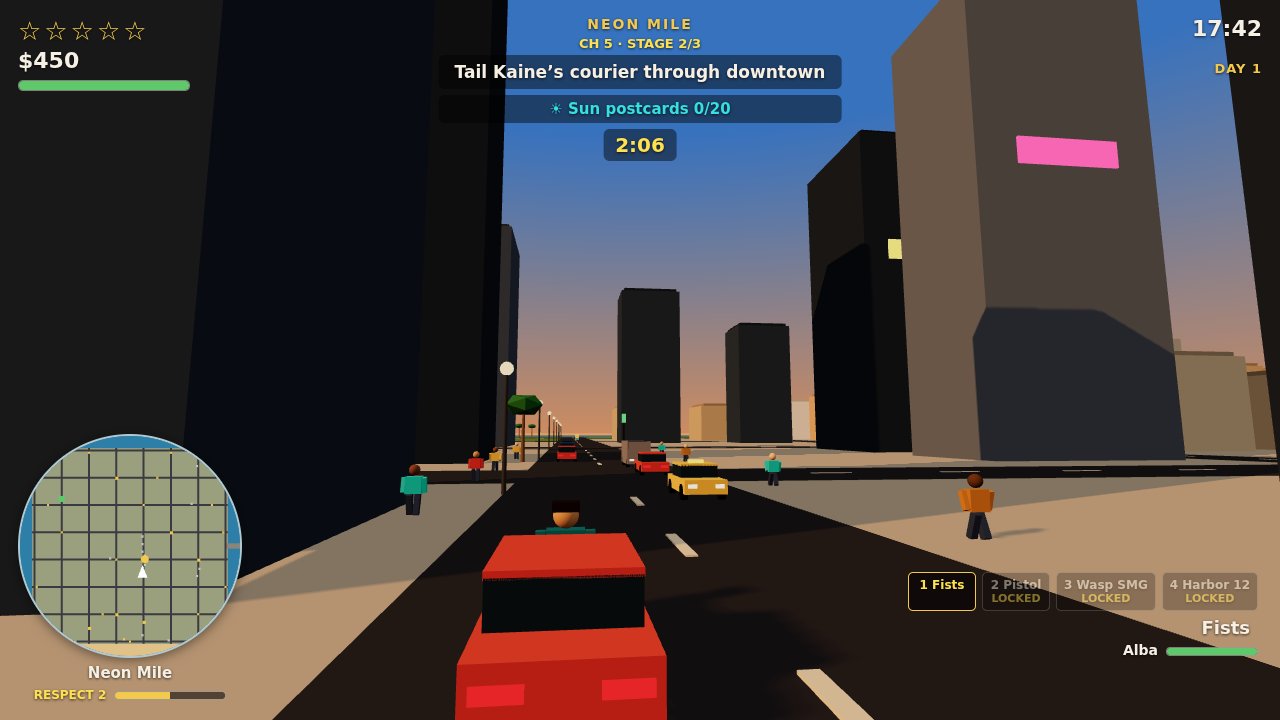 ☆☆☆☆☆
$450
NEON MILE
CH 5 · STAGE 2/3
Tail Kaine’s courier through downtown
☀ Sun postcards 0/20
2:06
17:42
DAY 1
1 Fists
2 Pistol
LOCKED
3 Wasp SMG
LOCKED
4 Harbor 12
LOCKED
Fists
Alba
Neon Mile
RESPECT 2